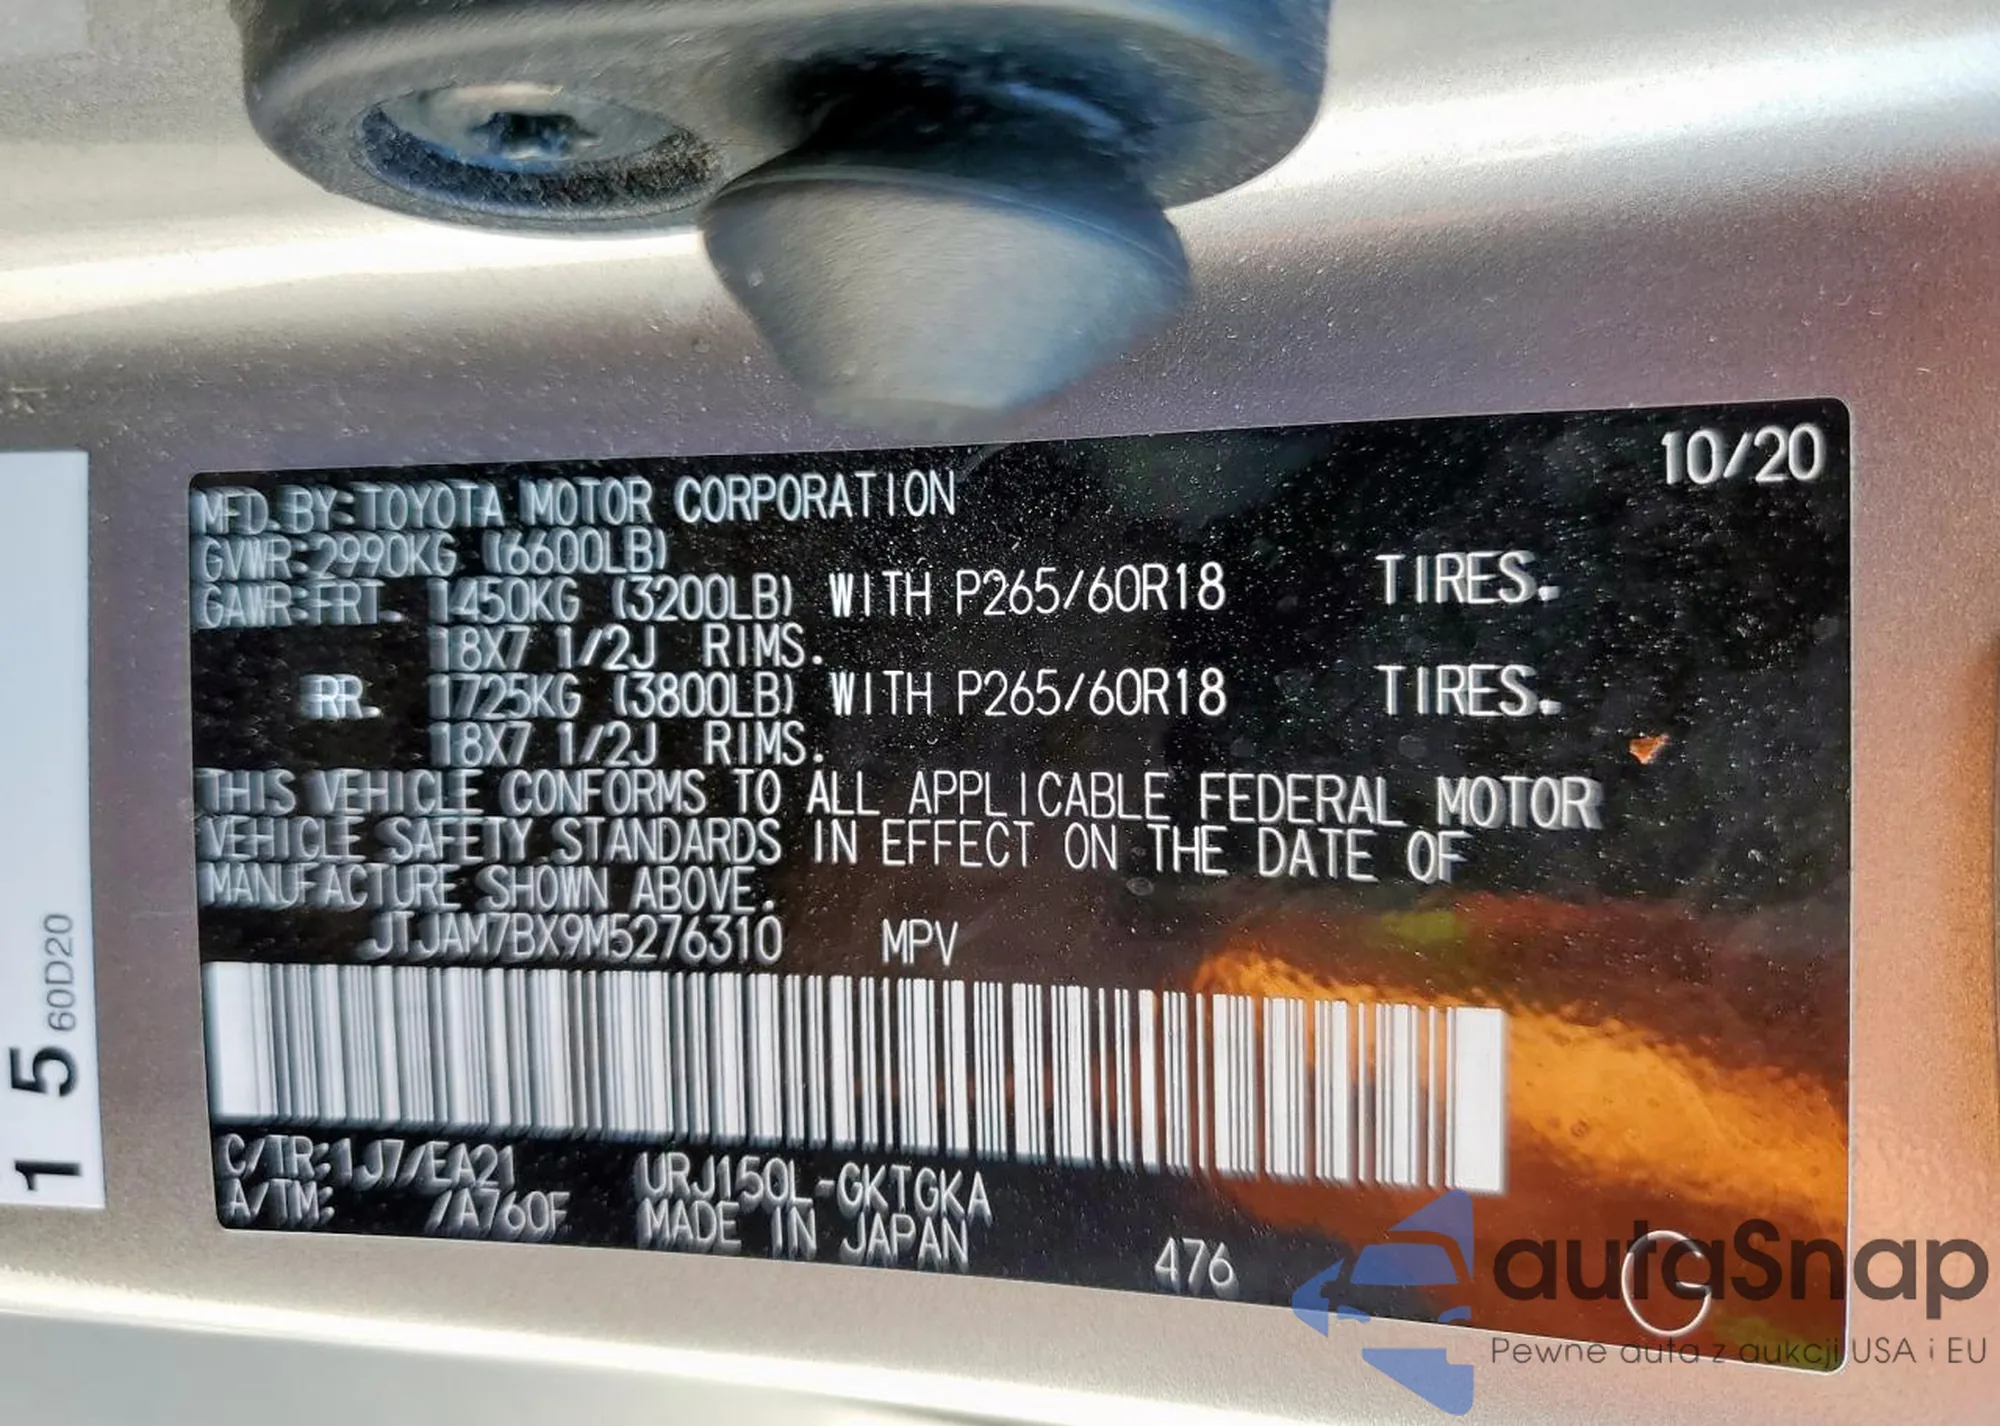 10/20
MFD.BY:TOYOTA MOTOR CORPORATION
GVWR:2990KG (6600LB)
GAWR:FRT. 1450KG (3200LB) WITH P265/60R18 TIRES.
18X7 1/2J RIMS.
RR. 1725KG (3800LB) WITH P265/60R18 TIRES.
18X7 1/2J RIMS.
THIS VEHICLE CONFORMS TO ALL APPLICABLE FEDERAL MOTOR
VEHICLE SAFETY STANDARDS IN EFFECT ON THE DATE OF
MANUFACTURE SHOWN ABOVE.
JTJAM7BX9M5276310 MPV
C/TR:1J7/EA21 URJ150L-GKTGKA
A/TM: /A760F MADE IN JAPAN 476
G
1 5 60D20
autaSnap
Pewne auta z aukcji USA i EU